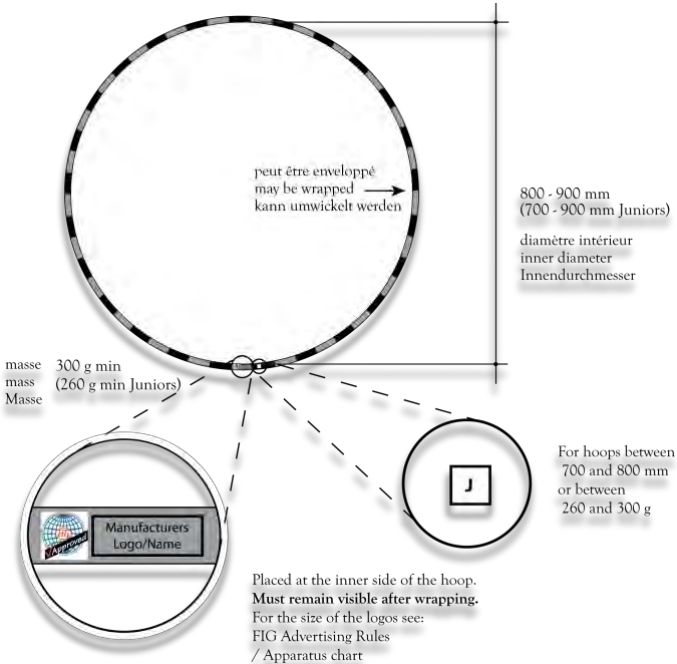 peut être enveloppé
may be wrapped
kann umwickelt werden
800 - 900 mm
(700 - 900 mm Juniors)
diamètre intérieur
inner diameter
Innendurchmesser
masse 300 g min
mass (260 g min Juniors)
Masse
For hoops between
700 and 800 mm
or between
260 and 300 g
J
Approved
Manufacturers
Logo/Name
Placed at the inner side of the hoop.
Must remain visible after wrapping.
For the size of the logos see:
FIG Advertising Rules
/ Apparatus chart